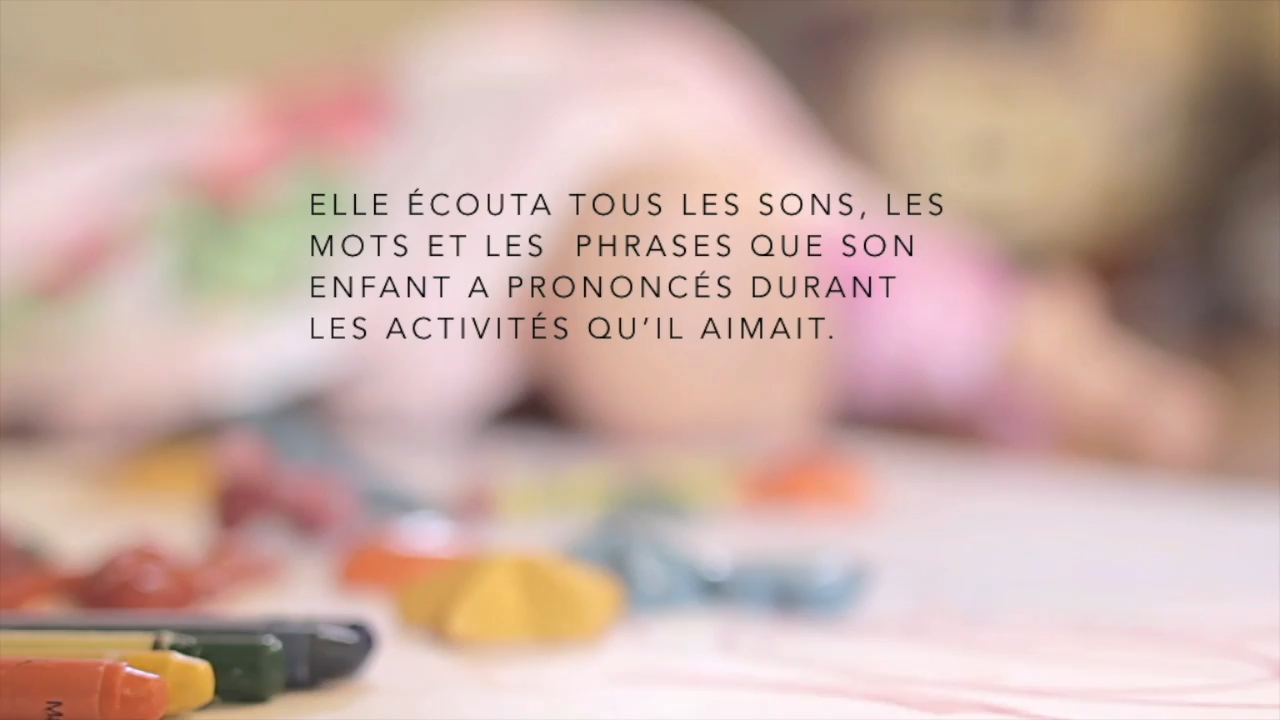 ELLE ÉCOUTA TOUS LES SONS, LES
MOTS ET LES  PHRASES QUE SON
ENFANT A PRONONCÉS DURANT
LES ACTIVITÉS QU’IL AIMAIT.